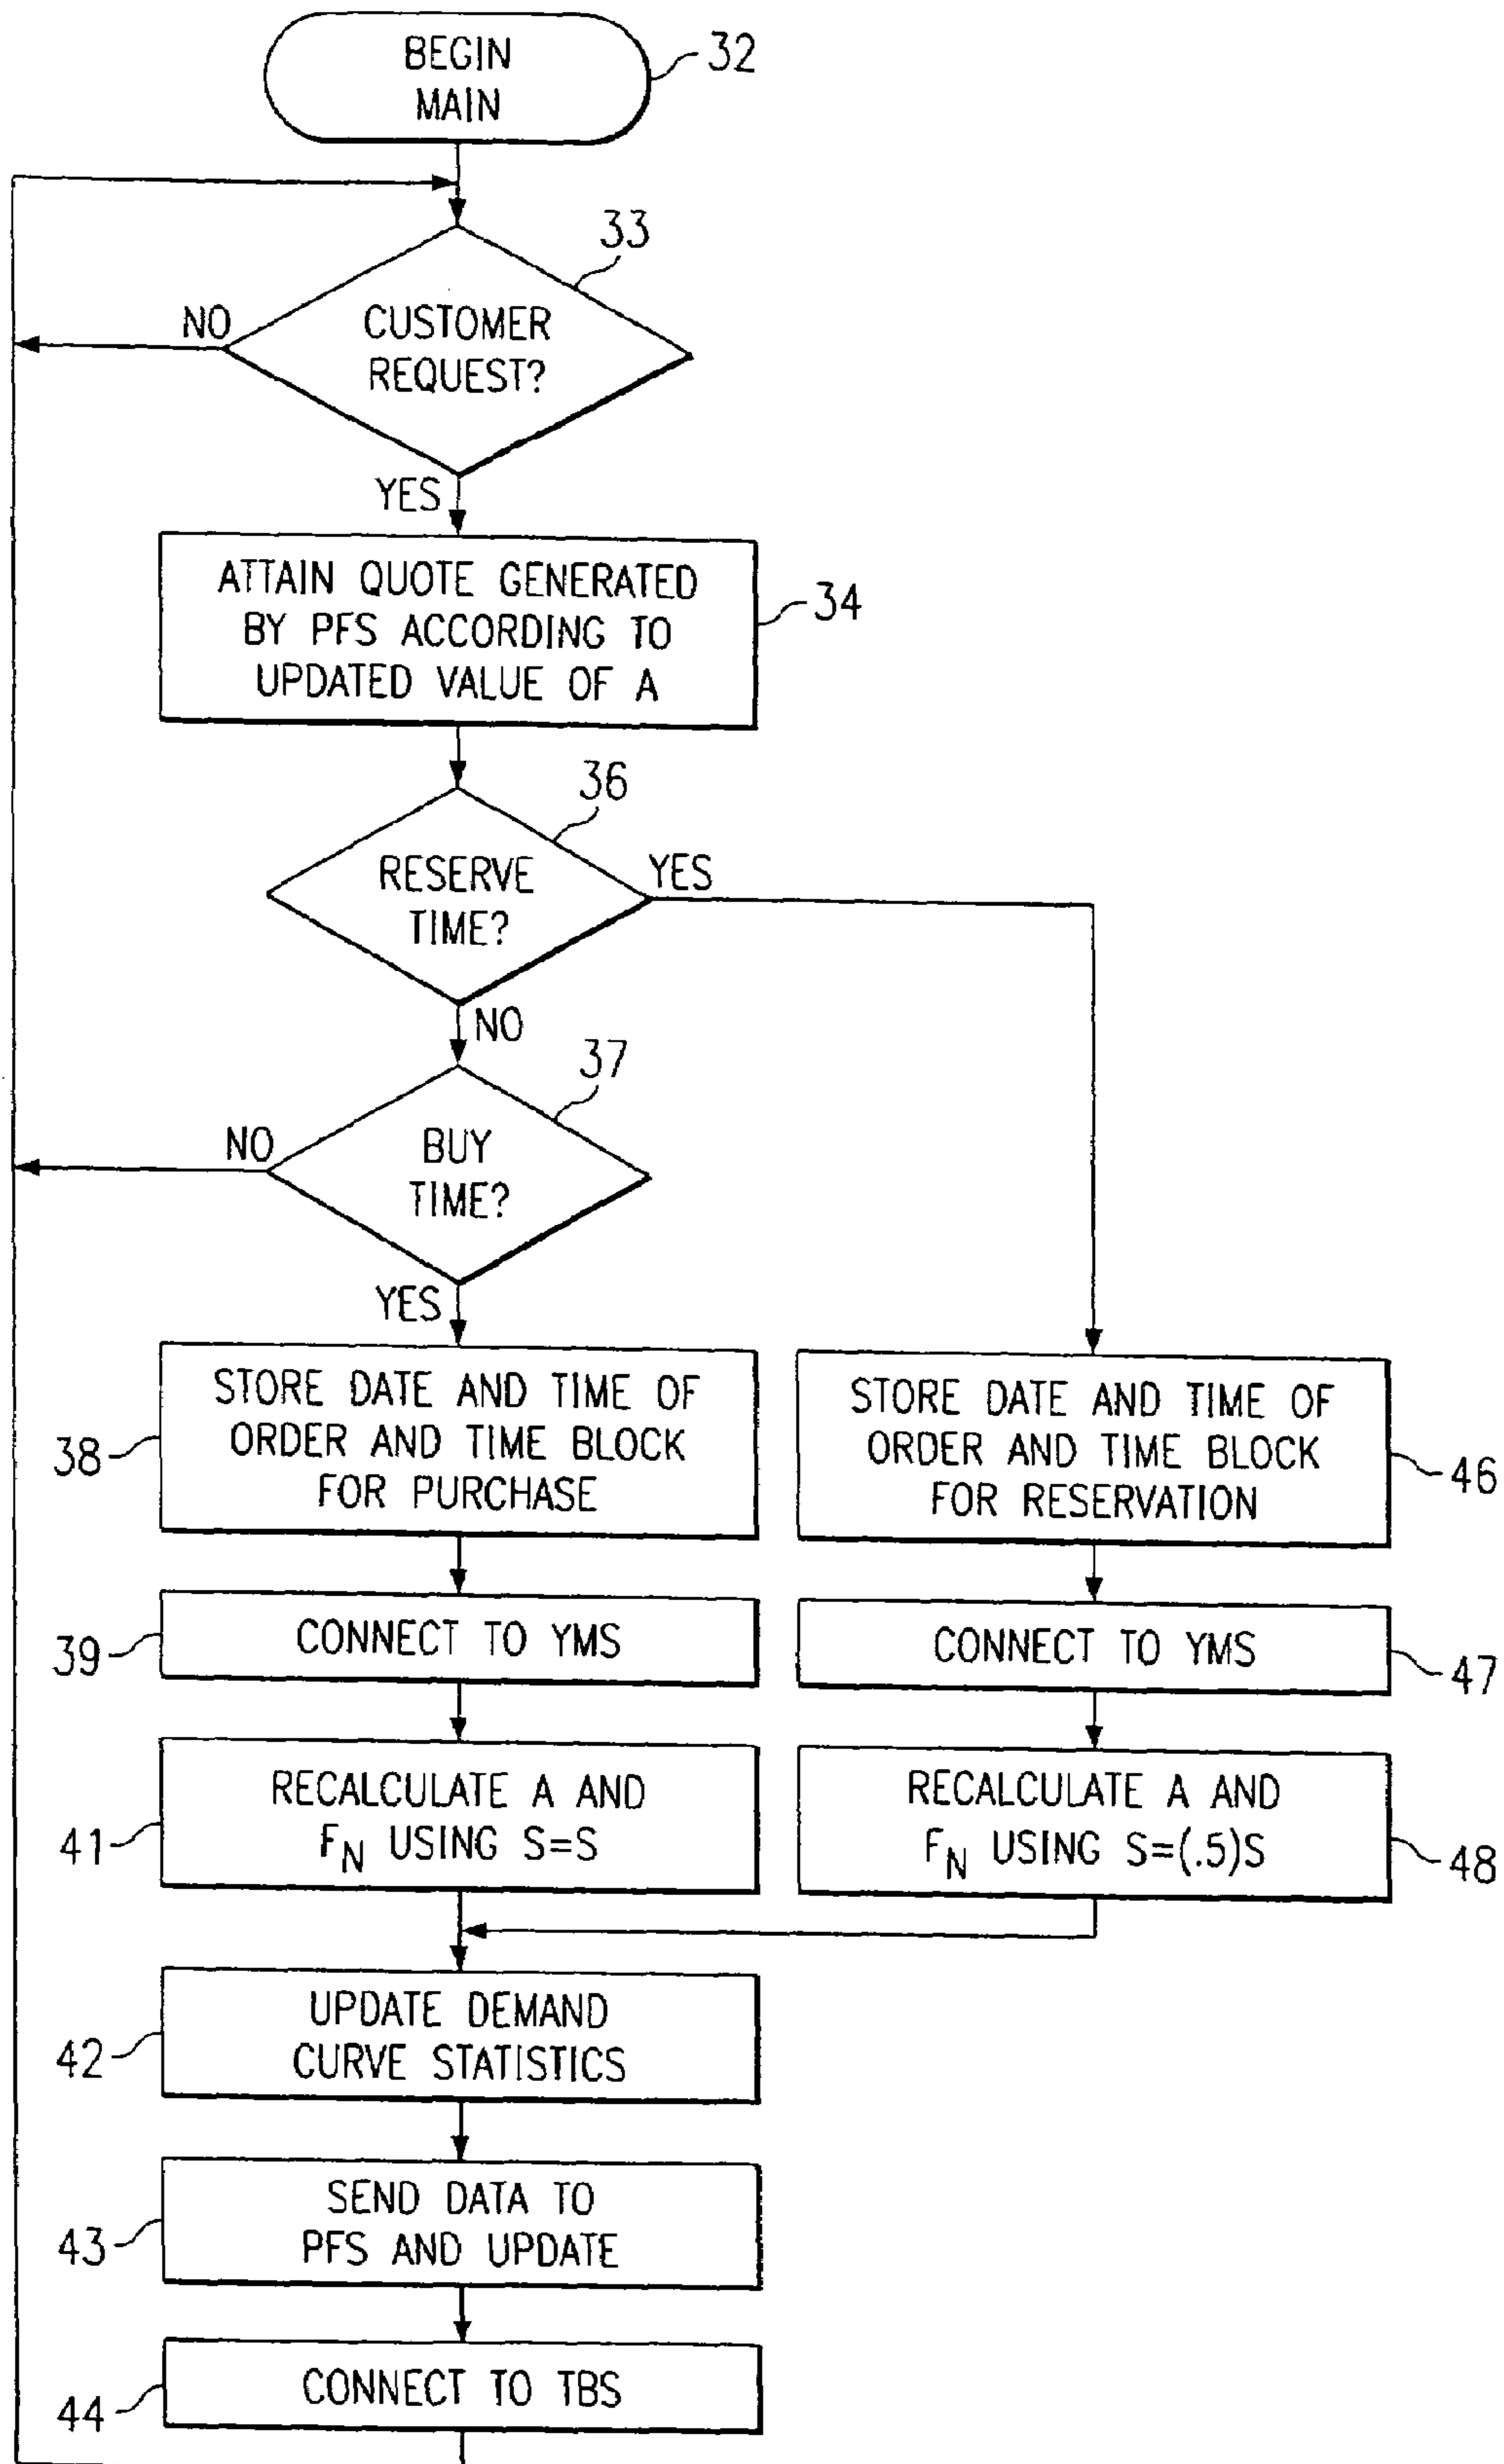 BEGIN
MAIN
32
33
CUSTOMER
REQUEST?
NO
YES
ATTAIN QUOTE GENERATED
BY PFS ACCORDING TO
UPDATED VALUE OF A
34
36
RESERVE
TIME?
YES
NO
37
BUY
TIME?
NO
YES
STORE DATE AND TIME OF
ORDER AND TIME BLOCK
FOR PURCHASE
38
STORE DATE AND TIME OF
ORDER AND TIME BLOCK
FOR RESERVATION
46
CONNECT TO YMS
39
CONNECT TO YMS
47
RECALCULATE A AND
FN USING S=S
41
RECALCULATE A AND
FN USING S=(.5)S
48
UPDATE DEMAND
CURVE STATISTICS
42
SEND DATA TO
PFS AND UPDATE
43
CONNECT TO TBS
44